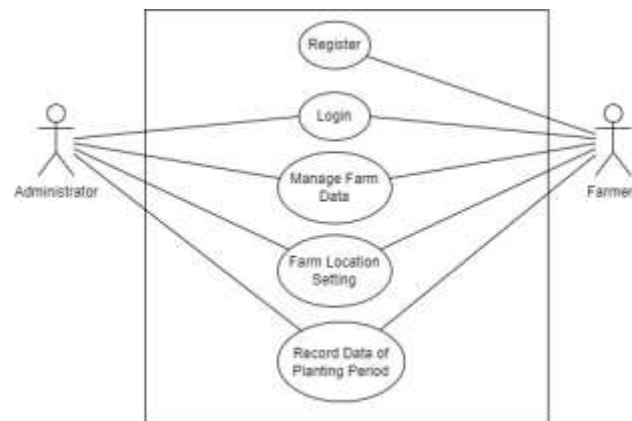 Register
Login
Administrator
Farmer
Manage Farm
Data
Farm Location
Setting
Record Data of
Planting Period